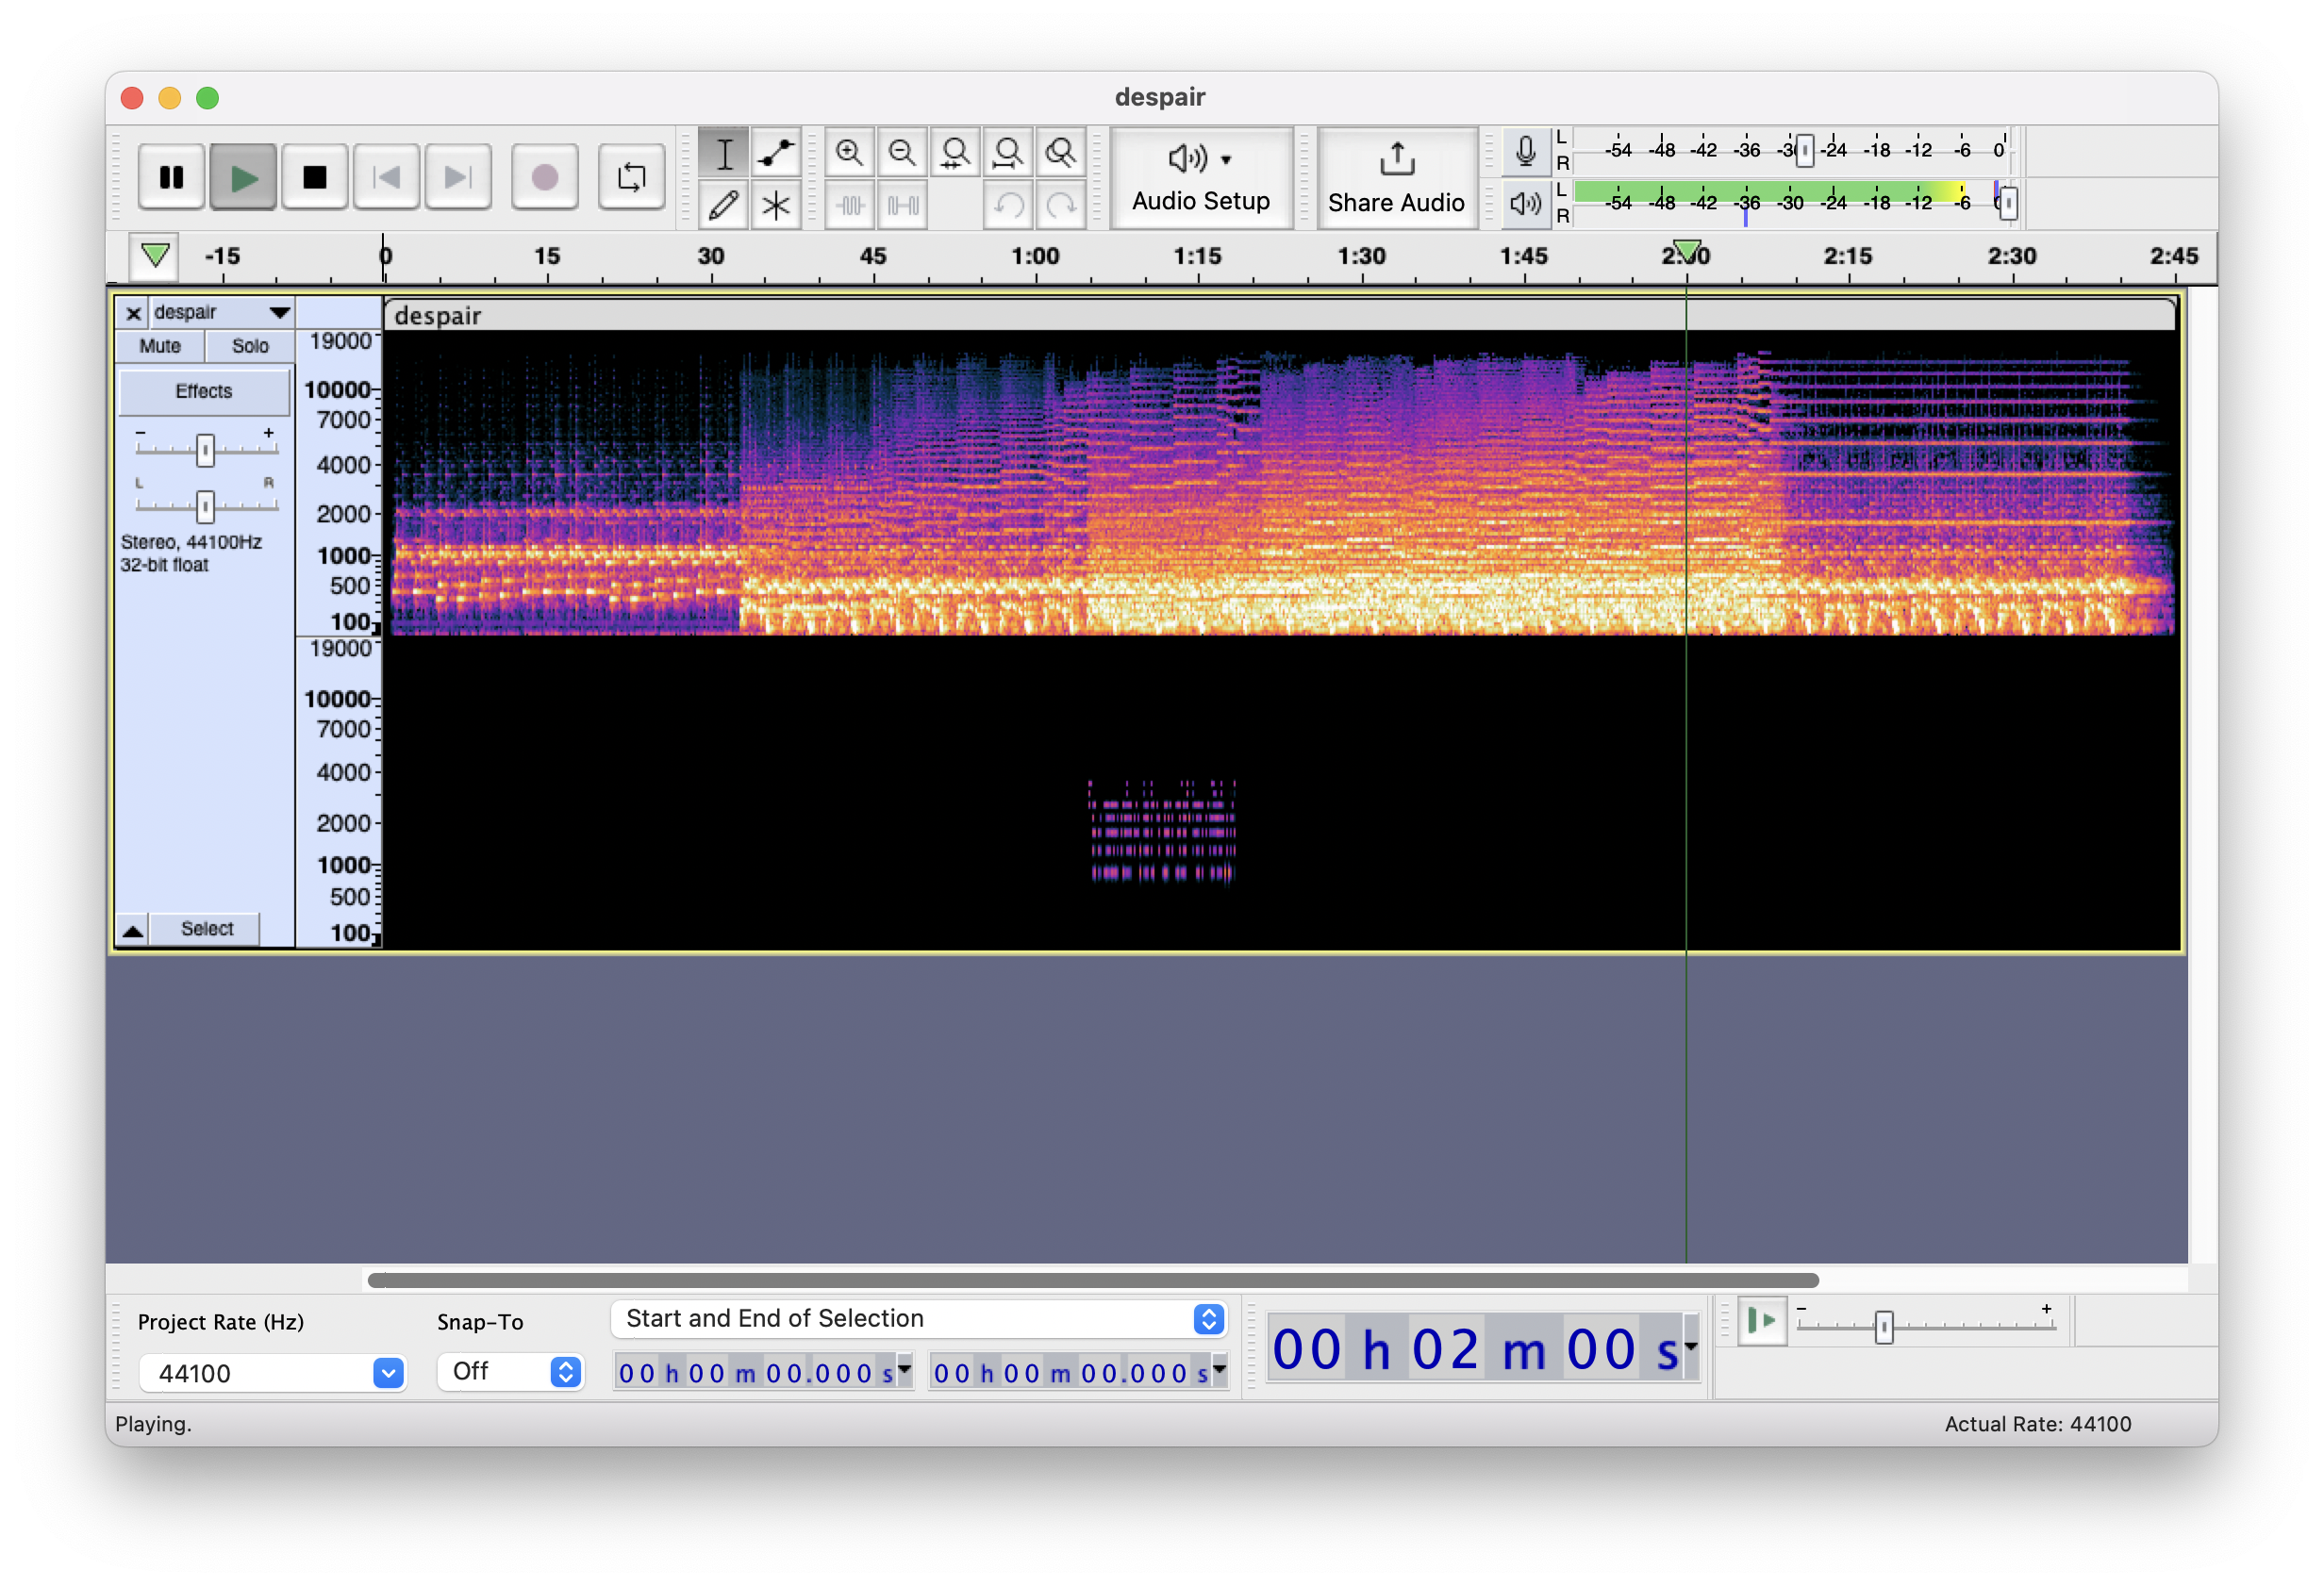 despair
L
R
-54 -48 -42 -36 -30 -24 -18 -12 -6 0
Audio Setup
Share Audio
L
R
-54 -48 -42 -36 -30 -24 -18 -12 -6 0
-15 0 15 30 45 1:00 1:15 1:30 1:45 2:00 2:15 2:30 2:45
despair
despair
Mute Solo
Effects
- +
L R
Stereo, 44100Hz
32-bit float
Select
19000
10000
7000
4000
2000
1000
500
100
19000
10000
7000
4000
2000
1000
500
100
Project Rate (Hz)
44100
Snap-To
Off
Start and End of Selection
00 h 00 m 00.000 s
00 h 00 m 00.000 s
00 h 02 m 00 s
- +
Playing.
Actual Rate: 44100